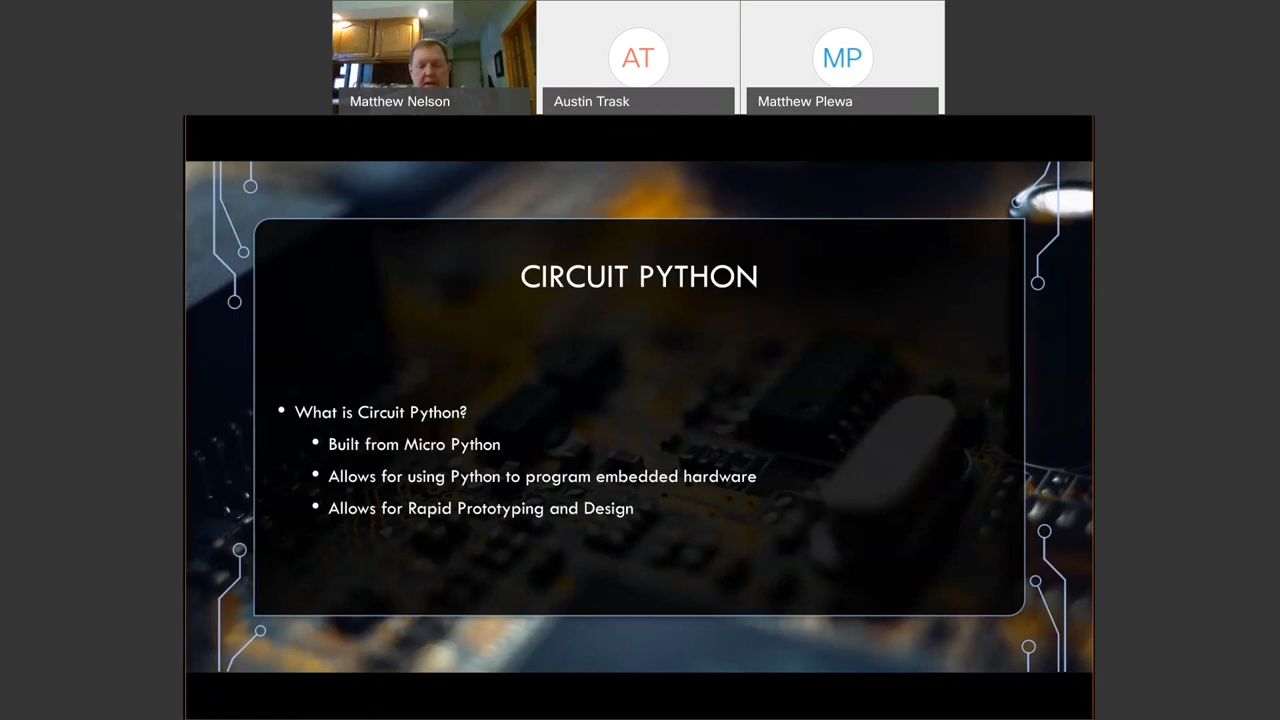 Matthew Nelson
AT
Austin Trask
MP
Matthew Plewa
CIRCUIT PYTHON
• What is Circuit Python?
• Built from Micro Python
• Allows for using Python to program embedded hardware
• Allows for Rapid Prototyping and Design